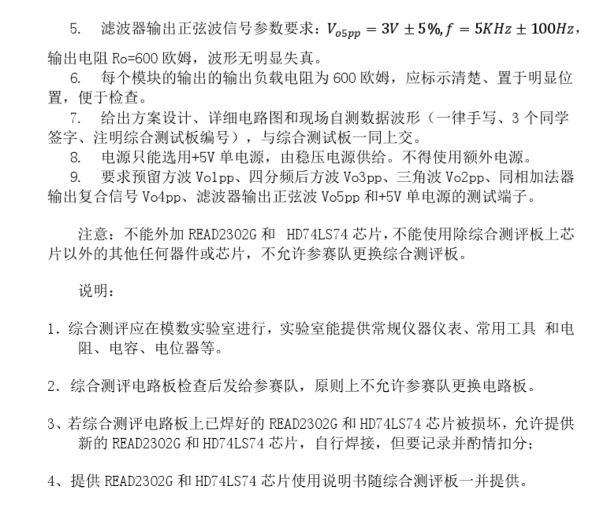 5. 滤波器输出正弦波信号参数要求：V₀5pp = 3V ± 5%, f = 5KHz ± 100Hz，
输出电阻 Ro=600 欧姆，波形无明显失真。
6. 每个模块的输出的输出负载电阻为 600 欧姆，应标示清楚、置于明显位
置，便于检查。
7. 给出方案设计、详细电路图和现场自测数据波形（一律手写、3 个同学
签字、注明综合测试板编号），与综合测试板一同上交。
8. 电源只能选用+5V 单电源，由稳压电源供给。不得使用额外电源。
9. 要求预留方波 Vo1pp、四分频后方波 Vo3pp、三角波 Vo2pp、同相加法器
输出复合信号 Vo4pp、滤波器输出正弦波 Vo5pp 和+5V 单电源的测试端子。
注意：不能外加 READ2302G 和 HD74LS74 芯片，不能使用除综合测评板上芯
片以外的其他任何器件或芯片，不允许参赛队更换综合测评板。
说明：
1．综合测评应在模数实验室进行，实验室能提供常规仪器仪表、常用工具 和电
阻、电容、电位器等。
2．综合测评电路板检查后发给参赛队，原则上不允许参赛队更换电路板。
3、若综合测评电路板上已焊好的 READ2302G 和 HD74LS74 芯片被损坏，允许提供
新的 READ2302G 和 HD74LS74 芯片，自行焊接，但要记录并酌情扣分；
4、提供 READ2302G 和 HD74LS74 芯片使用说明书随综合测评板一并提供。